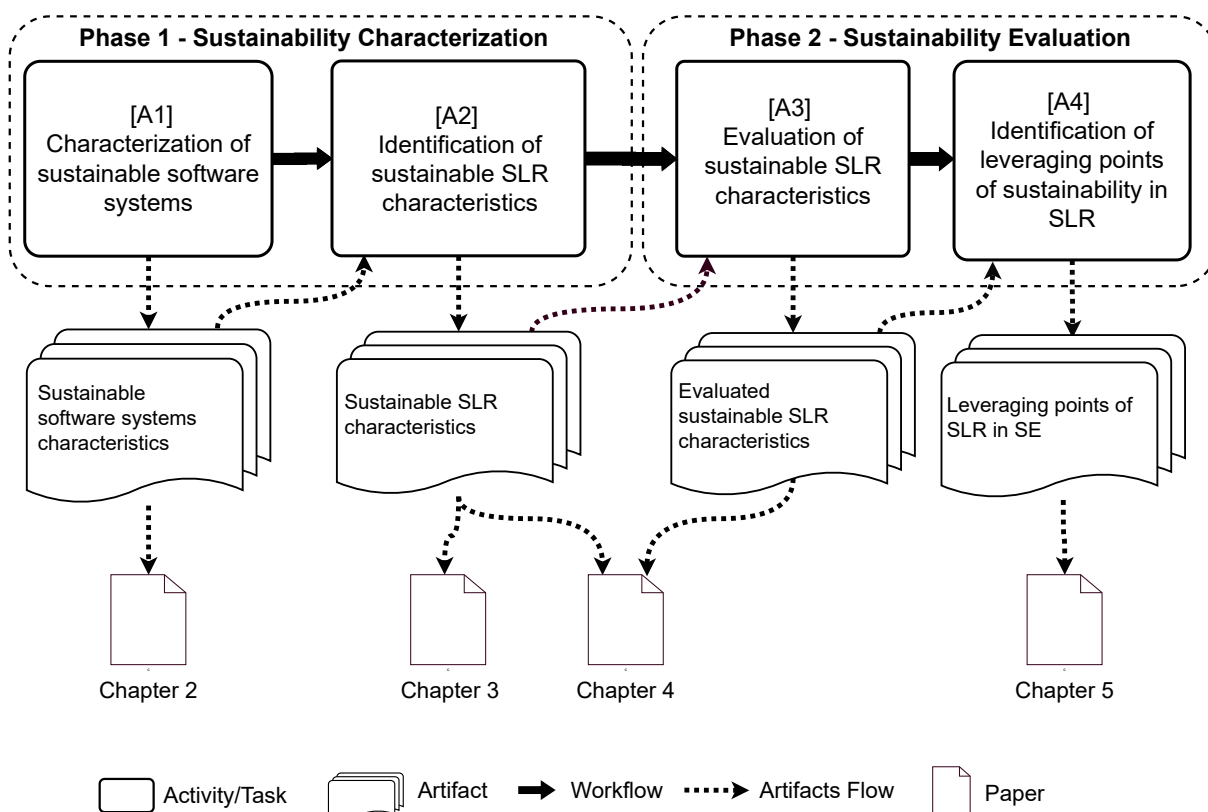 Phase 1 - Sustainability Characterization
Phase 2 - Sustainability Evaluation
[A1]
Characterization of
sustainable software
systems
[A2]
Identification of
sustainable SLR
characteristics
[A3]
Evaluation of
sustainable SLR
characteristics
[A4]
Identification of
leveraging points
of sustainability in
SLR
Sustainable
software systems
characteristics
Sustainable SLR
characteristics
Evaluated
sustainable SLR
characteristics
Leveraging points of
SLR in SE
Chapter 2
Chapter 3
Chapter 4
Chapter 5
Activity/Task
Artifact
Workflow
Artifacts Flow
Paper